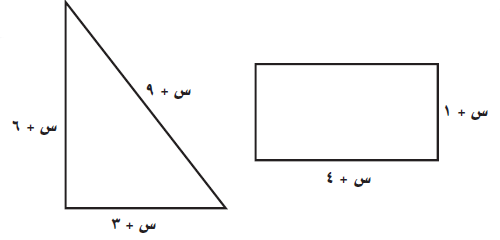 س + ٩
س + ٦
س + ٣
س + ١
س + ٤